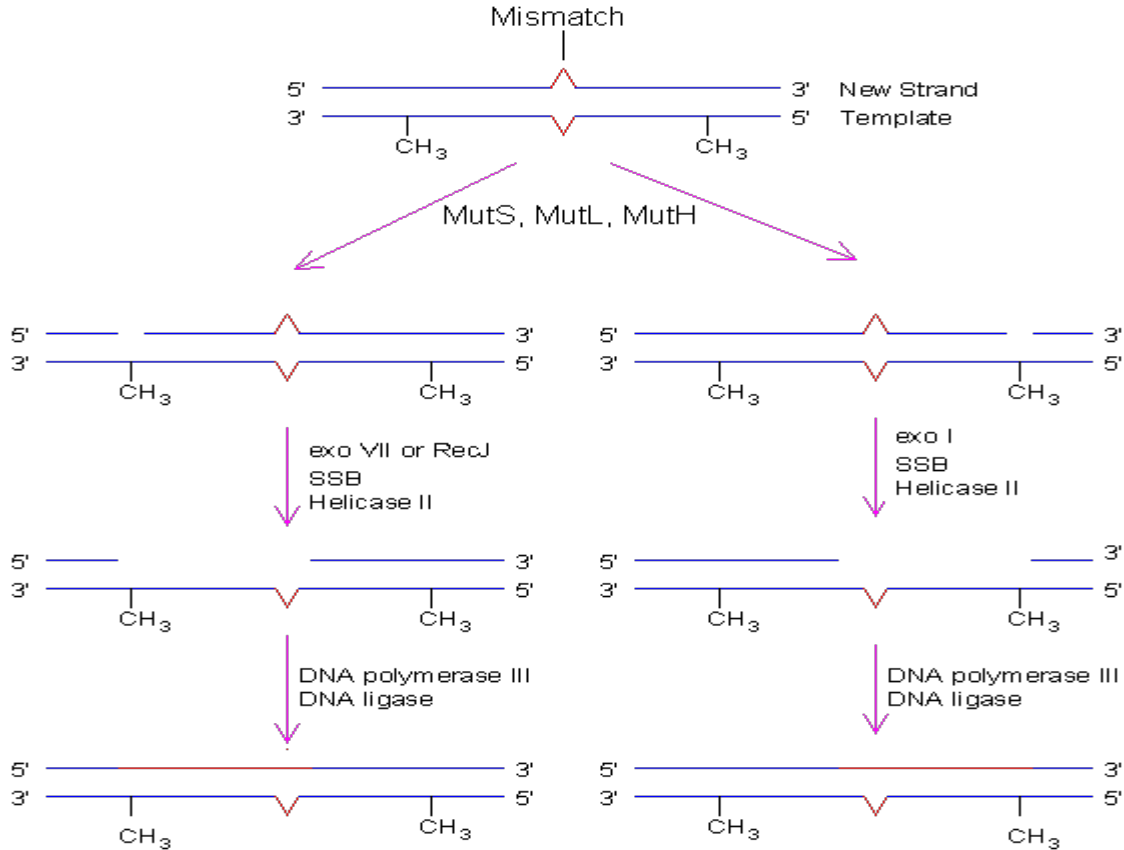 Mismatch
5' 3' New Strand
3' 5' Template
CH3 CH3
MutS, MutL, MutH
5' 3' 5' 3'
3' 5' 3' 5'
CH3 CH3 CH3 CH3
exo VII or RecJ
SSB
Helicase II
exo I
SSB
Helicase II
5' 3' 5' 3'
3' 5' 3' 5'
CH3 CH3 CH3 CH3
DNA polymerase III
DNA ligase
DNA polymerase III
DNA ligase
5' 3' 5' 3'
3' 5' 3' 5'
CH3 CH3 CH3 CH3